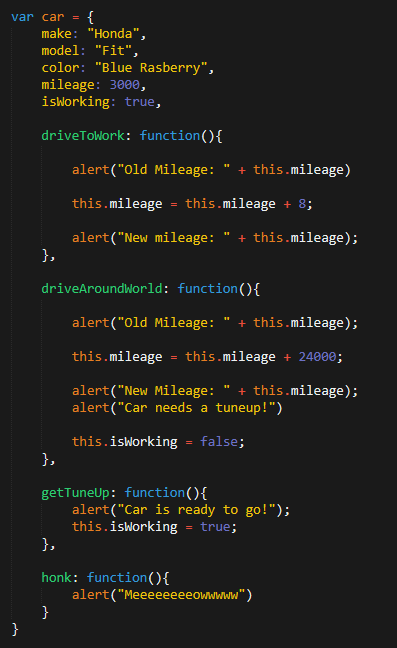 var car = {
    make: "Honda",
    model: "Fit",
    color: "Blue Rasberry",
    mileage: 3000,
    isWorking: true,

    driveToWork: function(){

        alert("Old Mileage: " + this.mileage)

        this.mileage = this.mileage + 8;

        alert("New mileage: " + this.mileage);
    },

    driveAroundWorld: function(){

        alert("Old Mileage: " + this.mileage);

        this.mileage = this.mileage + 24000;

        alert("New Mileage: " + this.mileage);
        alert("Car needs a tuneup!")

        this.isWorking = false;
    },

    getTuneUp: function(){
        alert("Car is ready to go!");
        this.isWorking = true;
    },

    honk: function(){
        alert("Meeeeeeeeowwwww")
    }
}